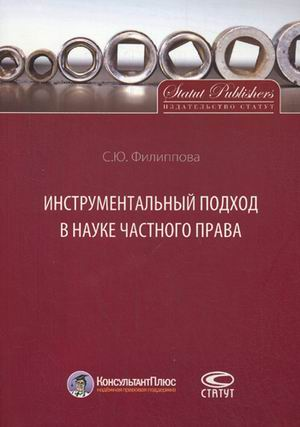 Statut Publishers
ИЗДАТЕЛЬСТВО СТАТУТ
С.Ю. Филиппова
ИНСТРУМЕНТАЛЬНЫЙ ПОДХОД
В НАУКЕ ЧАСТНОГО ПРАВА
КОНСУЛЬТАНТПЛЮС
надёжная правовая поддержка
СТАТУТ